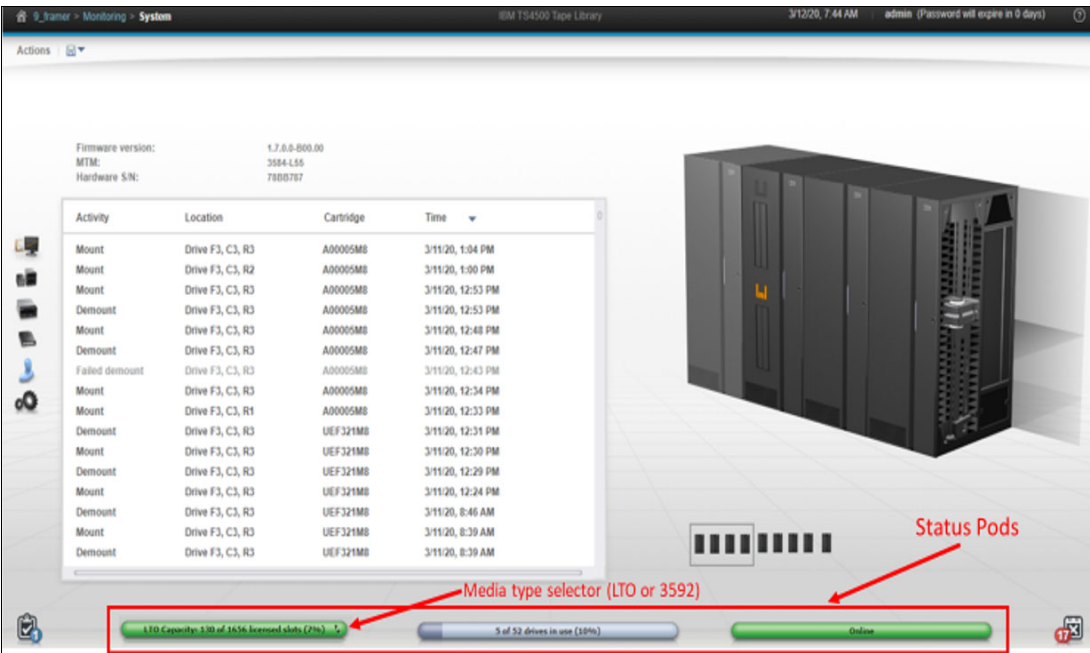 9_framer > Monitoring > System
IBM TS4500 Tape Library
3/12/20, 7:44 AM | admin (Password will expire in 0 days)
?
Actions
Firmware version: 1.7.0.0-B00.00
MTM: 3584-L55
Hardware S/N: 78BB787
Activity Location Cartridge Time
Mount Drive F3, C3, R3 A00005M8 3/11/20, 1:04 PM
Mount Drive F3, C3, R2 A00005M8 3/11/20, 1:00 PM
Mount Drive F3, C3, R3 A00005M8 3/11/20, 12:53 PM
Demount Drive F3, C3, R3 A00005M8 3/11/20, 12:53 PM
Mount Drive F3, C3, R3 A00005M8 3/11/20, 12:48 PM
Demount Drive F3, C3, R3 A00005M8 3/11/20, 12:47 PM
Failed demount Drive F3, C3, R3 A00005M8 3/11/20, 12:43 PM
Mount Drive F3, C3, R3 A00005M8 3/11/20, 12:34 PM
Mount Drive F3, C3, R1 A00005M8 3/11/20, 12:33 PM
Demount Drive F3, C3, R3 UEF321M8 3/11/20, 12:31 PM
Mount Drive F3, C3, R3 UEF321M8 3/11/20, 12:30 PM
Demount Drive F3, C3, R3 UEF321M8 3/11/20, 12:29 PM
Mount Drive F3, C3, R3 UEF321M8 3/11/20, 12:24 PM
Demount Drive F3, C3, R3 UEF321M8 3/11/20, 8:46 AM
Mount Drive F3, C3, R3 UEF321M8 3/11/20, 8:39 AM
Demount Drive F3, C3, R3 UEF321M8 3/11/20, 8:39 AM
Status Pods
Media type selector (LTO or 3592)
LTO Capacity: 130 of 1656 licensed slots (7%)
5 of 52 drives in use (10%)
Online
1
17